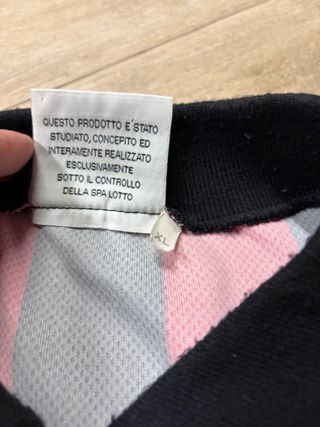 QUESTO PRODOTTO E´STATO
STUDIATO, CONCEPITO ED
INTERAMENTE REALIZZATO
ESCLUSIVAMENTE
SOTTO IL CONTROLLO
DELLA SPA LOTTO
XL